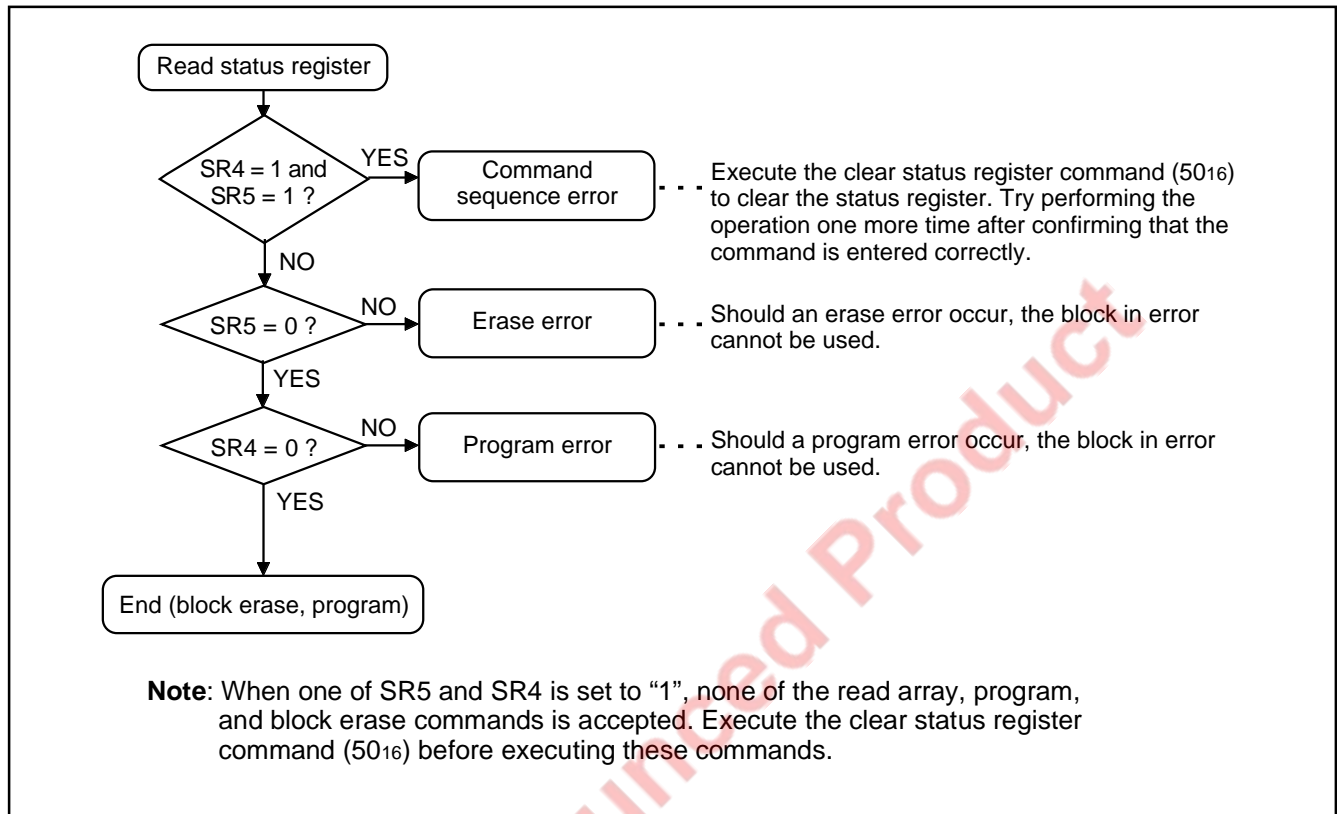 Read status register
SR4 = 1 and
SR5 = 1 ?
YES
Command
sequence error
Execute the clear status register command (5016)
to clear the status register. Try performing the
operation one more time after confirming that the
command is entered correctly.
NO
SR5 = 0 ?
NO
Erase error
Should an erase error occur, the block in error
cannot be used.
YES
SR4 = 0 ?
NO
Program error
Should a program error occur, the block in error
cannot be used.
YES
End (block erase, program)
Note: When one of SR5 and SR4 is set to “1”, none of the read array, program,
and block erase commands is accepted. Execute the clear status register
command (5016) before executing these commands.
unced Product